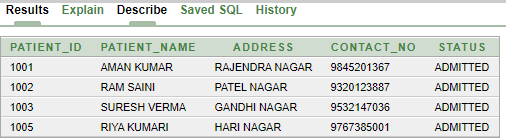 Results Explain Describe Saved SQL History
PATIENT_ID PATIENT_NAME ADDRESS CONTACT_NO STATUS
1001 AMAN KUMAR RAJENDRA NAGAR 9845201367 ADMITTED
1002 RAM SAINI PATEL NAGAR 9320123887 ADMITTED
1003 SURESH VERMA GANDHI NAGAR 9532147036 ADMITTED
1005 RIYA KUMARI HARI NAGAR 9767385001 ADMITTED